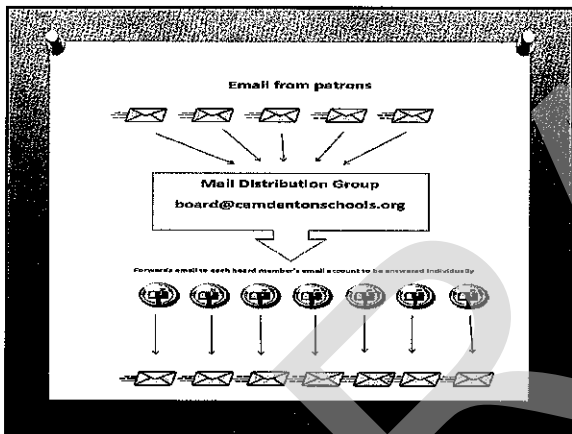 Email from patrons
Mail Distribution Group
board@camdentonschools.org
Forwards email to each board member's email account to be answered individually